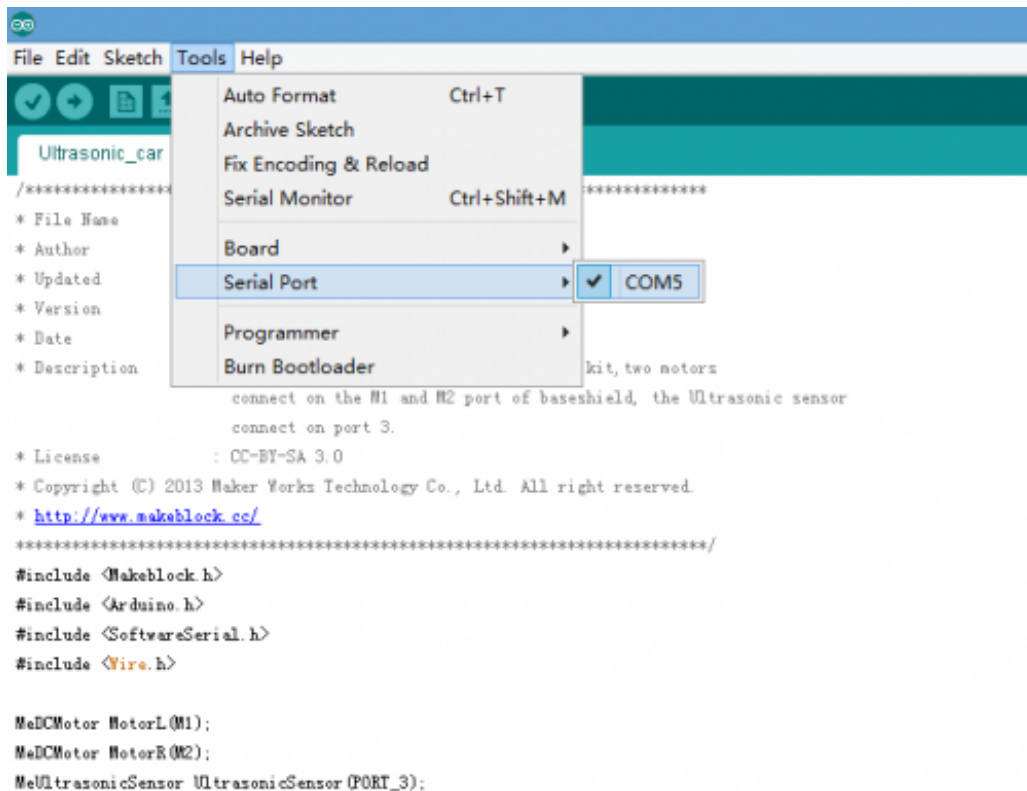 File Edit Sketch Tools Help
Auto Format Ctrl+T
Archive Sketch
Fix Encoding & Reload
Serial Monitor Ctrl+Shift+M
Board
Serial Port
COM5
Programmer
Burn Bootloader
Ultrasonic_car
/*****************
*************
* File Name
* Author
* Updated
* Version
* Date
* Description kit, two motors
connect on the M1 and M2 port of baseshield, the Ultrasonic sensor
connect on port 3.
* License : CC-BY-SA 3.0
* Copyright (C) 2013 Maker Works Technology Co., Ltd. All right reserved.
* http://www.makeblock.cc/
**************************************************************************/
#include <Makeblock.h>
#include <Arduino.h>
#include <SoftwareSerial.h>
#include <Wire.h>
MeDCMotor MotorL(M1);
MeDCMotor MotorR(M2);
MeUltrasonicSensor UltrasonicSensor(PORT_3);